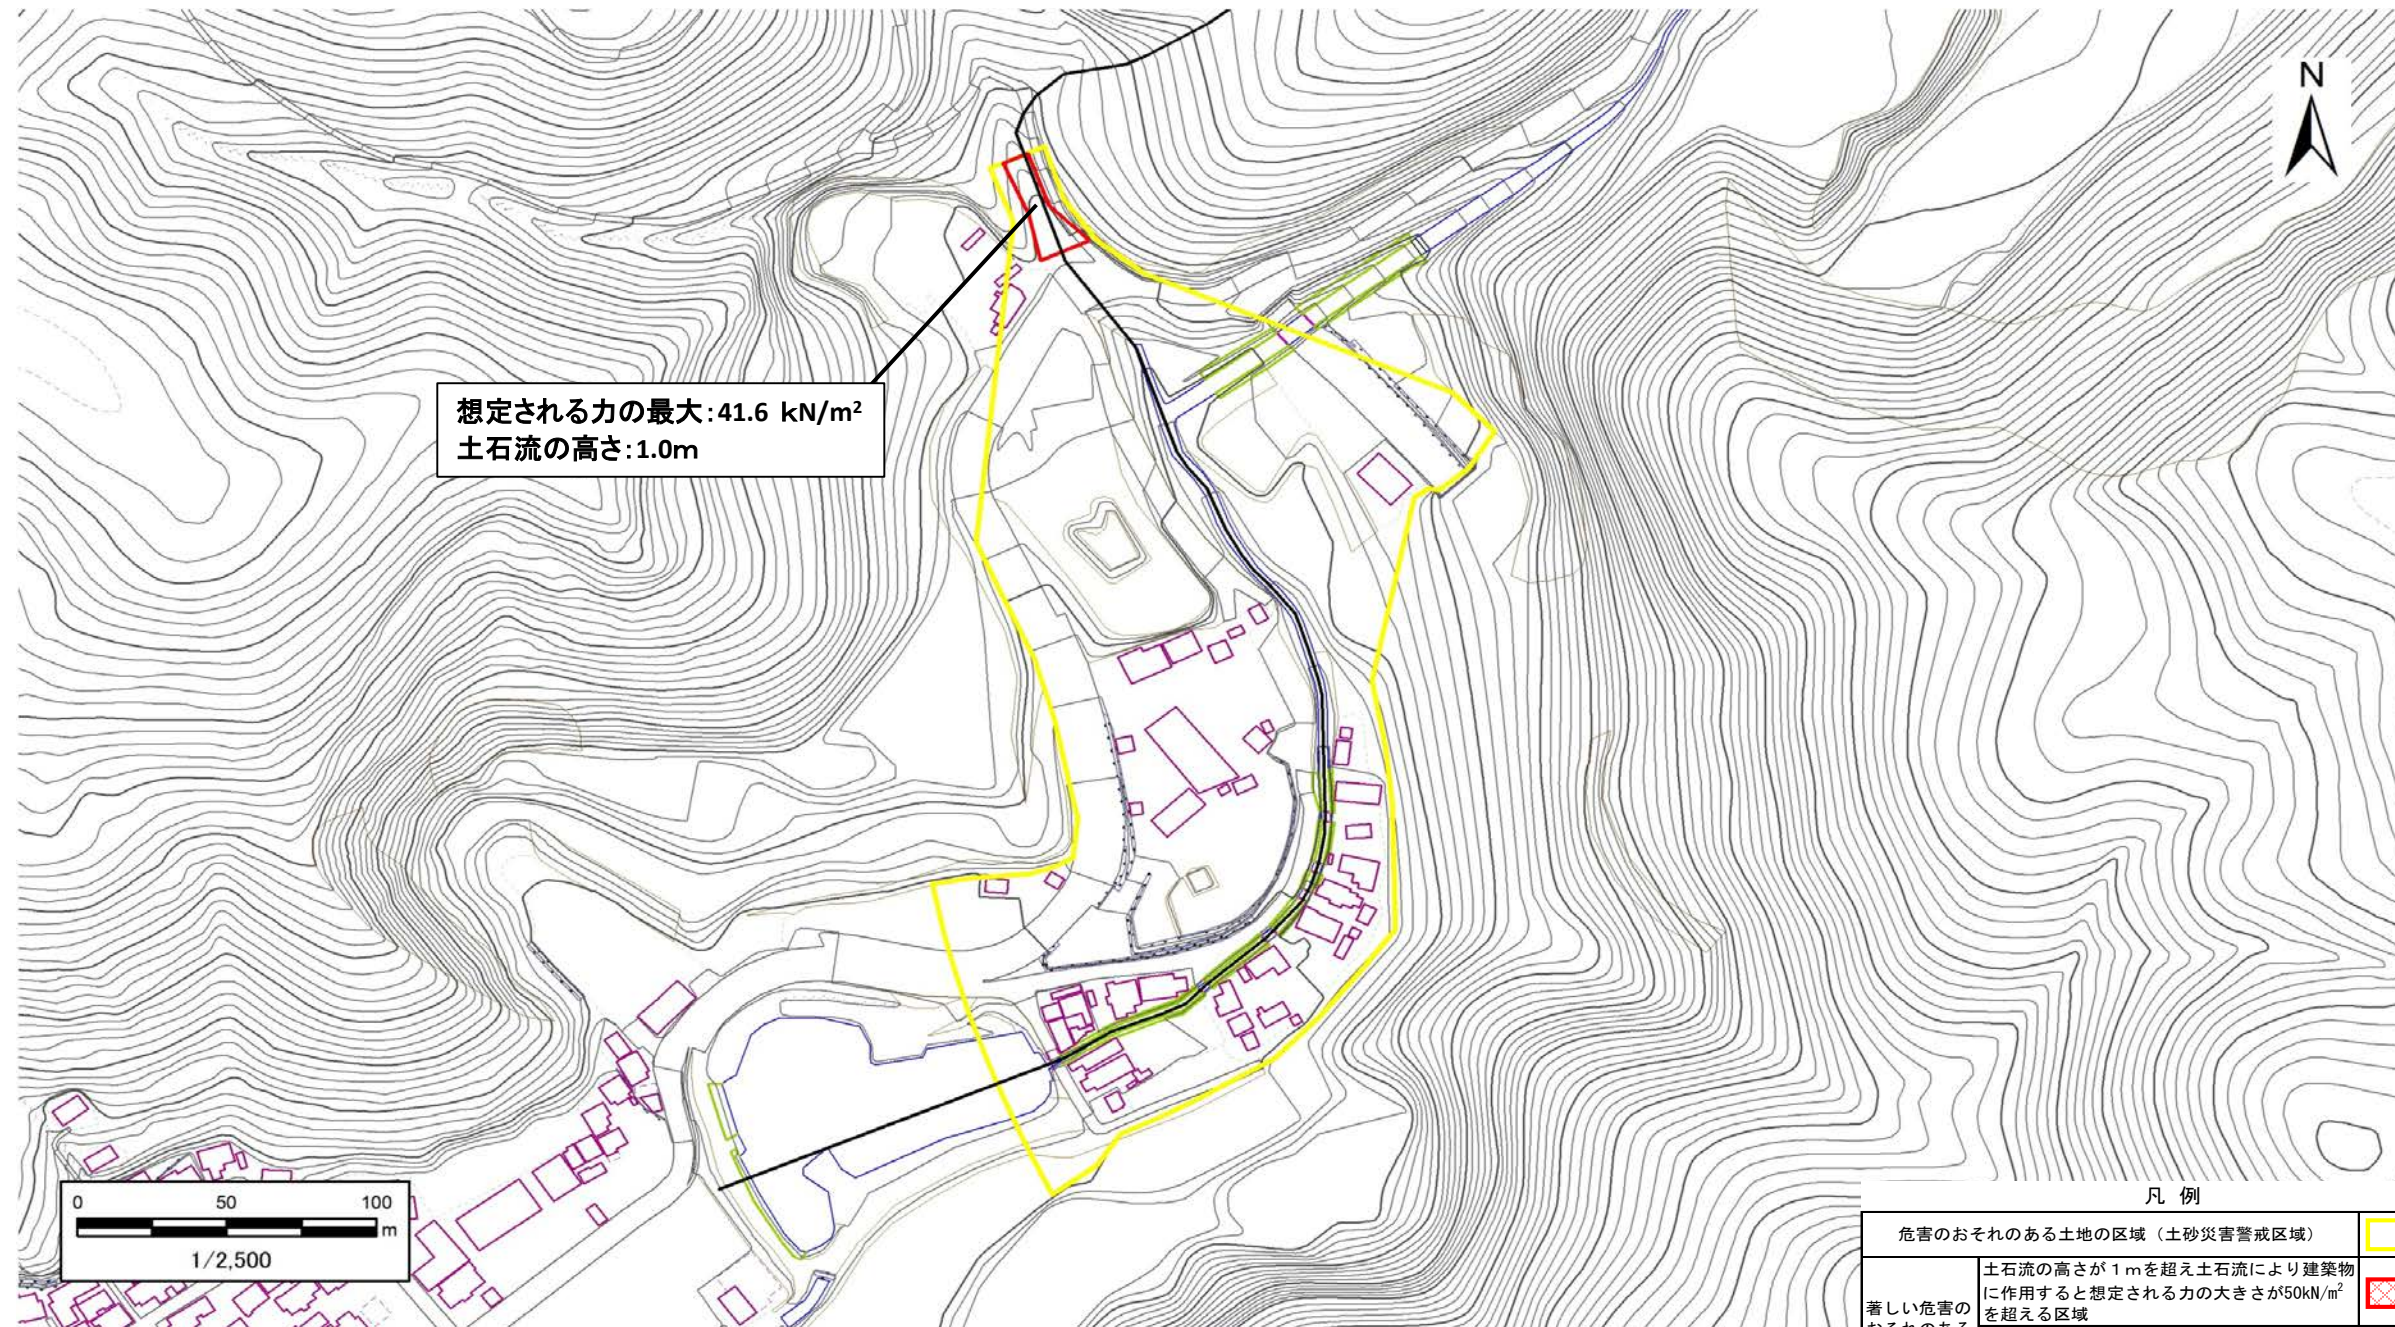 N
想定される力の最大：41.6 kN/m²
土石流の高さ：1.0m
0 50 100
m
1/2,500
凡 例
危害のおそれのある土地の区域（土砂災害警戒区域）
著しい危害の
土石流の高さが１ｍを超え土石流により建築物
に作用すると想定される力の大きさが50kN/m²
を超える区域